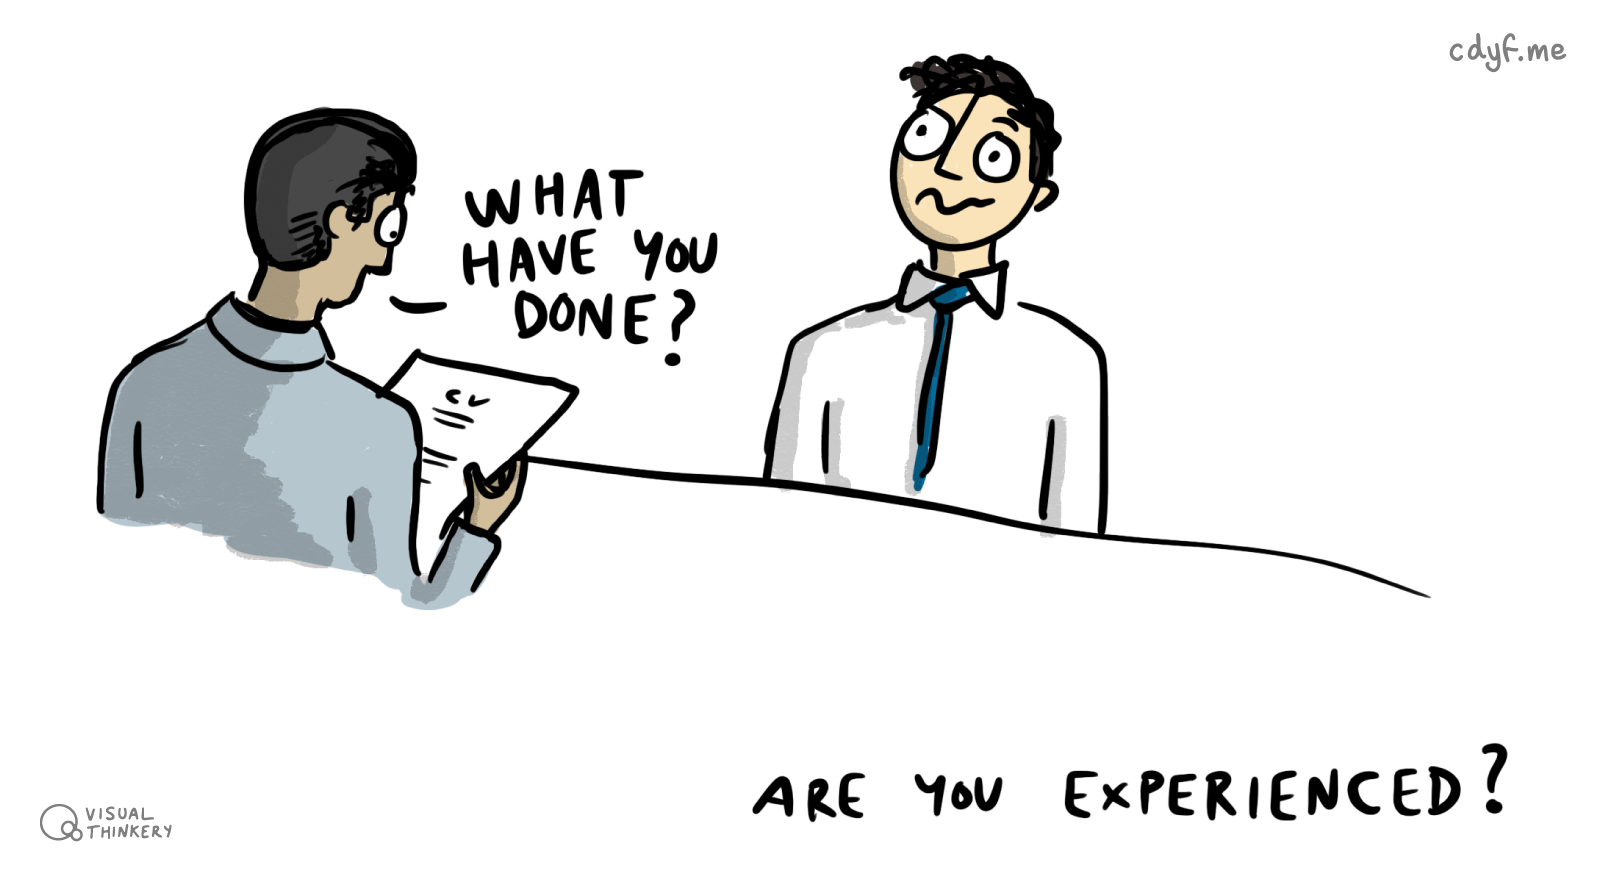 cdyf.me
WHAT
HAVE YOU
DONE?
CV
ARE YOU EXPERIENCED?
VISUAL
THINKERY